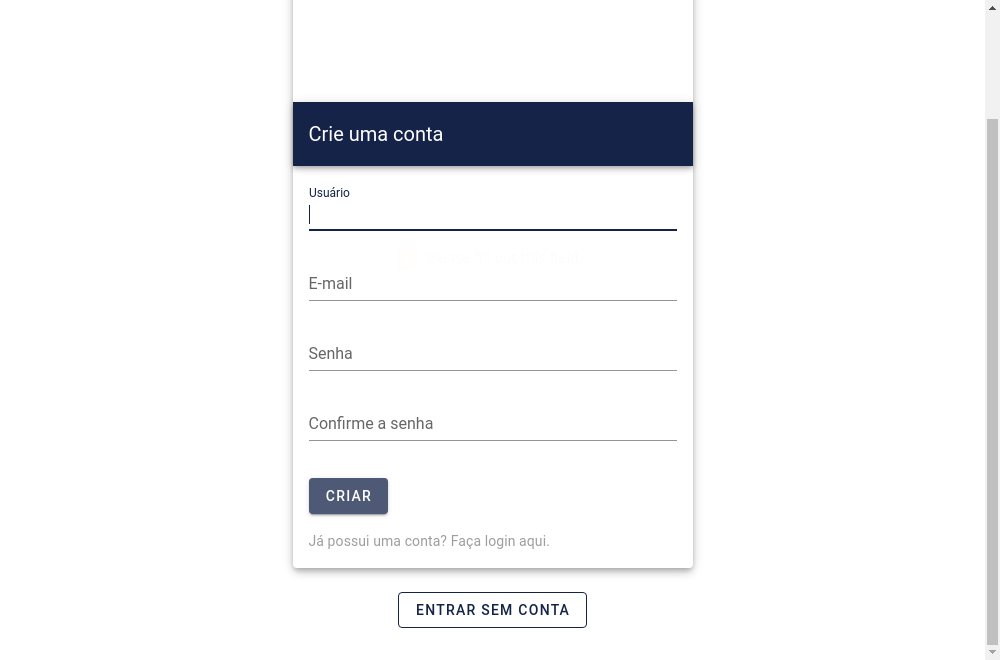 Crie uma conta
Usuário
E-mail
Senha
Confirme a senha
CRIAR
Já possui uma conta? Faça login aqui.
ENTRAR SEM CONTA